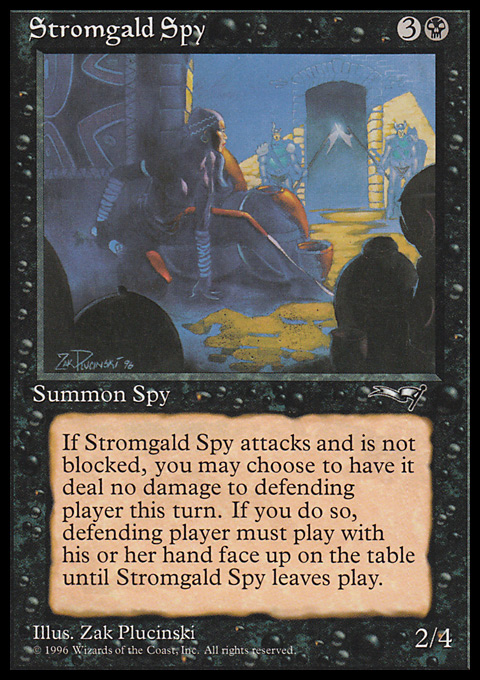 Stromgald Spy 3
ZAK PLUCINSKI 96
Summon Spy
If Stromgald Spy attacks and is not
blocked, you may choose to have it
deal no damage to defending
player this turn. If you do so,
defending player must play with
his or her hand face up on the table
until Stromgald Spy leaves play.
Illus. Zak Plucinski
© 1996 Wizards of the Coast, Inc. All rights reserved.
2/4